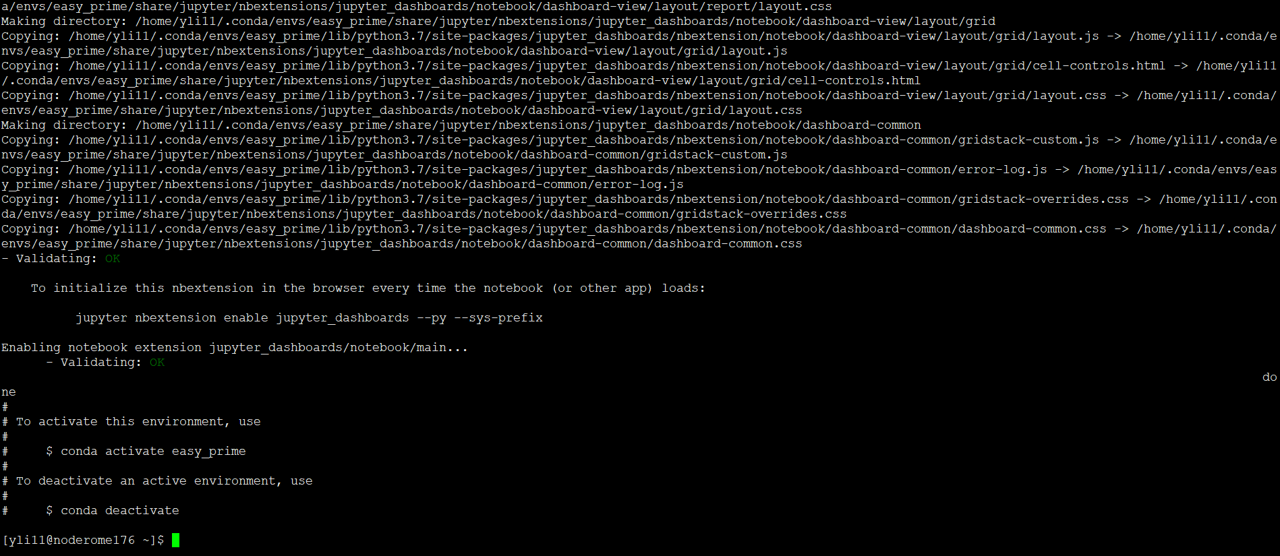 a/envs/easy_prime/share/jupyter/nbextensions/jupyter_dashboards/notebook/dashboard-view/layout/report/layout.css
Making directory: /home/yli11/.conda/envs/easy_prime/share/jupyter/nbextensions/jupyter_dashboards/notebook/dashboard-view/layout/grid
Copying: /home/yli11/.conda/envs/easy_prime/lib/python3.7/site-packages/jupyter_dashboards/nbextension/notebook/dashboard-view/layout/grid/layout.js -> /home/yli11/.conda/e
nvs/easy_prime/share/jupyter/nbextensions/jupyter_dashboards/notebook/dashboard-view/layout/grid/layout.js
Copying: /home/yli11/.conda/envs/easy_prime/lib/python3.7/site-packages/jupyter_dashboards/nbextension/notebook/dashboard-view/layout/grid/cell-controls.html -> /home/yli11
/.conda/envs/easy_prime/share/jupyter/nbextensions/jupyter_dashboards/notebook/dashboard-view/layout/grid/cell-controls.html
Copying: /home/yli11/.conda/envs/easy_prime/lib/python3.7/site-packages/jupyter_dashboards/nbextension/notebook/dashboard-view/layout/grid/layout.css -> /home/yli11/.conda/
envs/easy_prime/share/jupyter/nbextensions/jupyter_dashboards/notebook/dashboard-view/layout/grid/layout.css
Making directory: /home/yli11/.conda/envs/easy_prime/share/jupyter/nbextensions/jupyter_dashboards/notebook/dashboard-common
Copying: /home/yli11/.conda/envs/easy_prime/lib/python3.7/site-packages/jupyter_dashboards/nbextension/notebook/dashboard-common/gridstack-custom.js -> /home/yli11/.conda/e
nvs/easy_prime/share/jupyter/nbextensions/jupyter_dashboards/notebook/dashboard-common/gridstack-custom.js
Copying: /home/yli11/.conda/envs/easy_prime/lib/python3.7/site-packages/jupyter_dashboards/nbextension/notebook/dashboard-common/error-log.js -> /home/yli11/.conda/envs/eas
y_prime/share/jupyter/nbextensions/jupyter_dashboards/notebook/dashboard-common/error-log.js
Copying: /home/yli11/.conda/envs/easy_prime/lib/python3.7/site-packages/jupyter_dashboards/nbextension/notebook/dashboard-common/gridstack-overrides.css -> /home/yli11/.con
da/envs/easy_prime/share/jupyter/nbextensions/jupyter_dashboards/notebook/dashboard-common/gridstack-overrides.css
Copying: /home/yli11/.conda/envs/easy_prime/lib/python3.7/site-packages/jupyter_dashboards/nbextension/notebook/dashboard-common/dashboard-common.css -> /home/yli11/.conda/
envs/easy_prime/share/jupyter/nbextensions/jupyter_dashboards/notebook/dashboard-common/dashboard-common.css
- Validating: OK
To initialize this nbextension in the browser every time the notebook (or other app) loads:
jupyter nbextension enable jupyter_dashboards --py --sys-prefix
Enabling notebook extension jupyter_dashboards/notebook/main...
- Validating: OK
do
ne
#
# To activate this environment, use
#
# $ conda activate easy_prime
#
# To deactivate an active environment, use
#
# $ conda deactivate
[yli11@noderome176 ~]$